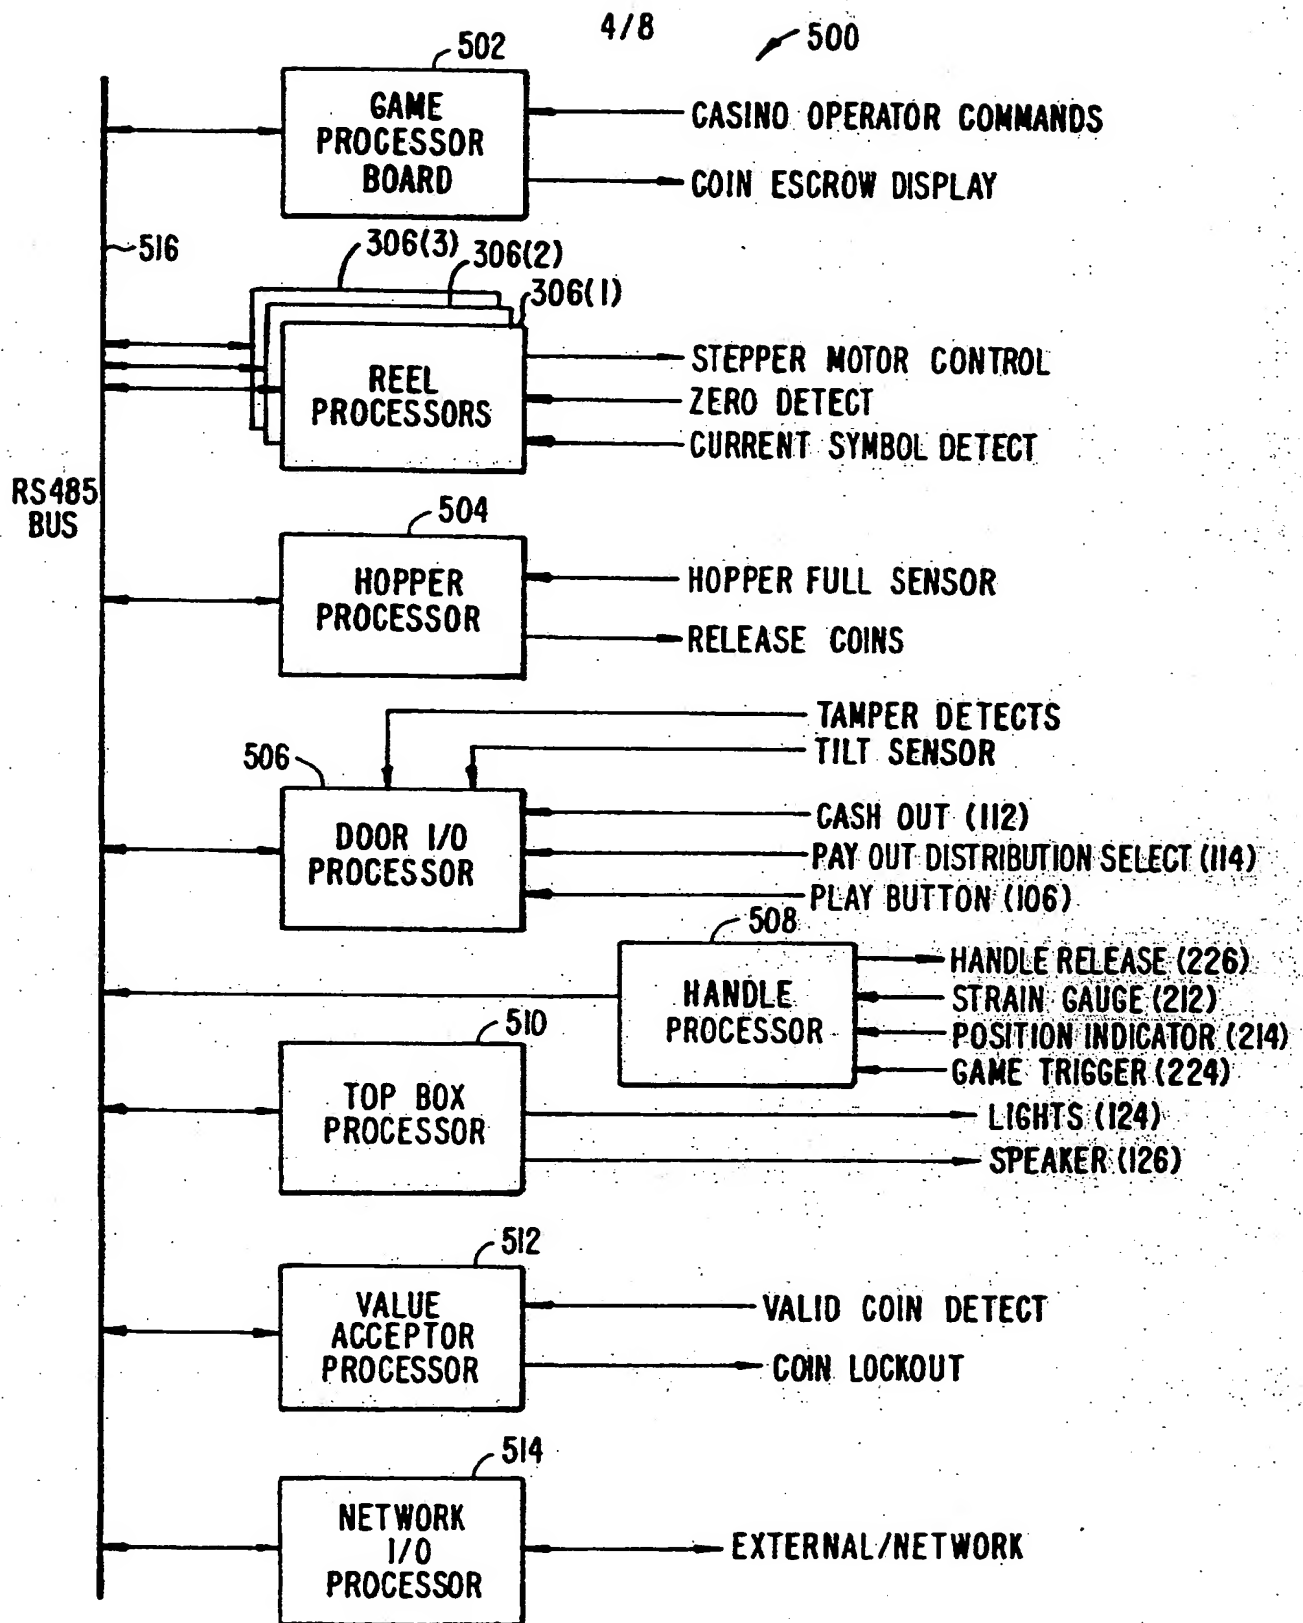 4/8
500
502
GAME
PROCESSOR
BOARD
CASINO OPERATOR COMMANDS
COIN ESCROW DISPLAY
516
306(3)
306(2)
306(1)
REEL
PROCESSORS
STEPPER MOTOR CONTROL
ZERO DETECT
CURRENT SYMBOL DETECT
RS485
BUS
504
HOPPER
PROCESSOR
HOPPER FULL SENSOR
RELEASE COINS
TAMPER DETECTS
TILT SENSOR
506
DOOR I/O
PROCESSOR
CASH OUT (112)
PAY OUT DISTRIBUTION SELECT (114)
PLAY BUTTON (106)
508
HANDLE
PROCESSOR
HANDLE RELEASE (226)
STRAIN GAUGE (212)
POSITION INDICATOR (214)
GAME TRIGGER (224)
510
TOP BOX
PROCESSOR
LIGHTS (124)
SPEAKER (126)
512
VALUE
ACCEPTOR
PROCESSOR
VALID COIN DETECT
COIN LOCKOUT
514
NETWORK
I/O
PROCESSOR
EXTERNAL/NETWORK